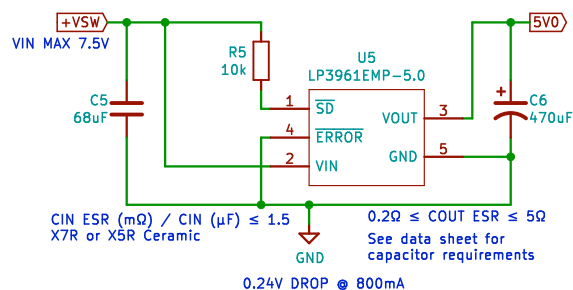 +VSW
5V0
VIN MAX 7.5V
R5
10k
U5
LP3961EMP-5.0
C5
68uF
1
SD
4
ERROR
2
VIN
VOUT
3
GND
5
+
C6
470uF
CIN ESR (mΩ) / CIN (µF) ≤ 1.5
X7R or X5R Ceramic
0.2Ω ≤ COUT ESR ≤ 5Ω
See data sheet for
capacitor requirements
GND
0.24V DROP @ 800mA